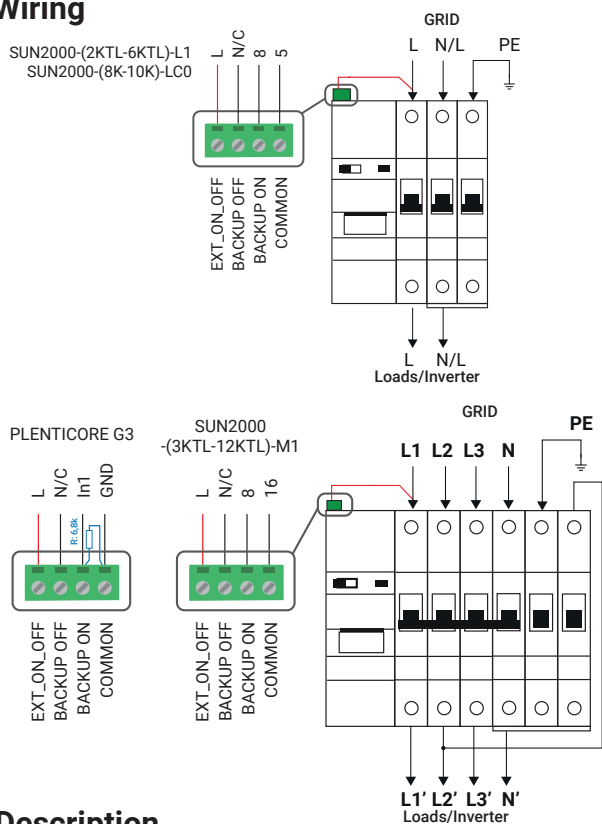 Wiring
SUN2000-(2KTL-6KTL)-L1
SUN2000-(8K-10K)-LC0
L N/C 8 5
EXT_ON_OFF
BACKUP OFF
BACKUP ON
COMMON
GRID
L N/L PE
L N/L
Loads/Inverter
PLENTICORE G3
L N/C In1 GND
R: 6,8k
EXT_ON_OFF
BACKUP OFF
BACKUP ON
COMMON
SUN2000
-(3KTL-12KTL)-M1
L N/C 8 16
EXT_ON_OFF
BACKUP OFF
BACKUP ON
COMMON
GRID
PE
L1 L2 L3 N
L1’ L2’ L3’ N’
Loads/Inverter
Description